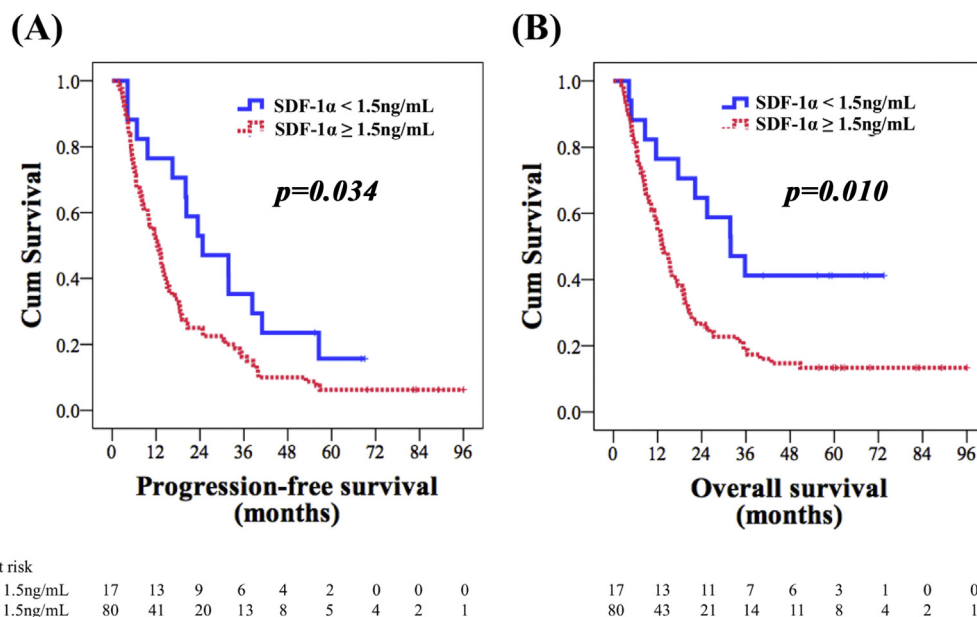 (A)
(B)
SDF-1α < 1.5ng/mL
SDF-1α ≥ 1.5ng/mL
p=0.034
Cum Survival
1.0
0.8
0.6
0.4
0.2
0.0
0 12 24 36 48 60 72 84 96
Progression-free survival
(months)
SDF-1α < 1.5ng/mL
SDF-1α ≥ 1.5ng/mL
p=0.010
Cum Survival
1.0
0.8
0.6
0.4
0.2
0.0
0 12 24 36 48 60 72 84 96
Overall survival
(months)
t risk
1.5ng/mL 17 13 9 6 4 2 0 0 0 17 13 11 7 6 3 1 0 0
1.5ng/mL 80 41 20 13 8 5 4 2 1 80 43 21 14 11 8 4 2 1